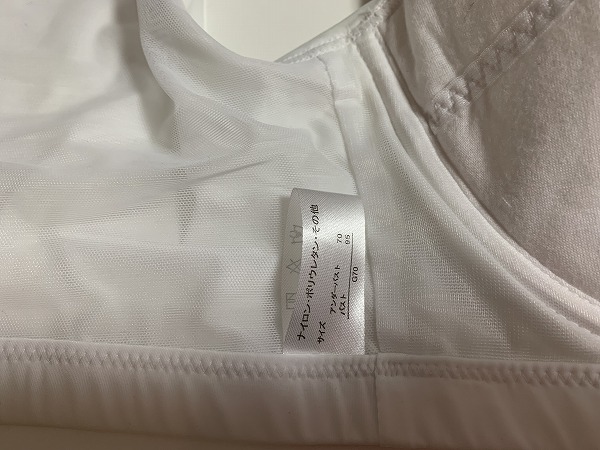 ナイロン・ポリウレタン・その他
サイズ
アンダーバスト 70
バスト 95
G70